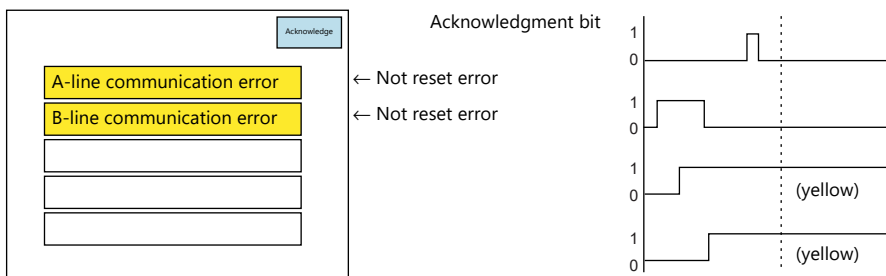 Acknowledge
A-line communication error
B-line communication error
← Not reset error
← Not reset error
Acknowledgment bit
1
0
1
0
1
0
(yellow)
1
0
(yellow)